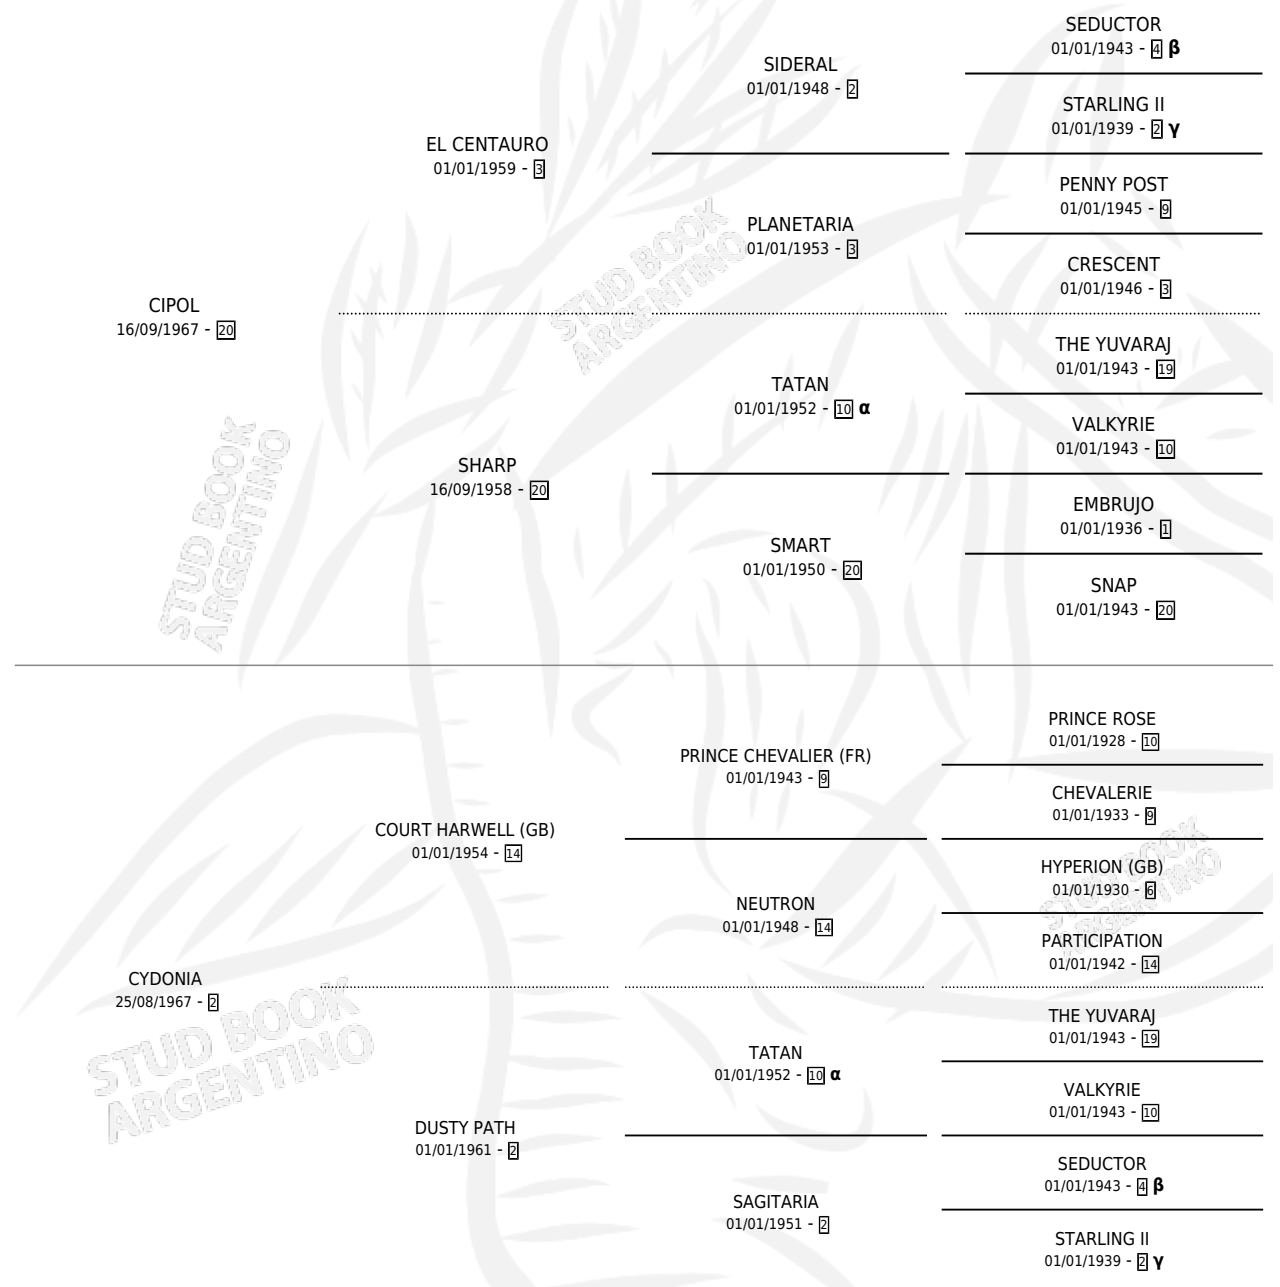 SEDUCTOR
01/01/1943 - 4 β
SIDERAL
01/01/1948 - 2
STARLING II
01/01/1939 - 2 γ
EL CENTAURO
01/01/1959 - 3
PENNY POST
01/01/1945 - 9
PLANETARIA
01/01/1953 - 3
CRESCENT
01/01/1946 - 3
CIPOL
16/09/1967 - 20
THE YUVARAJ
01/01/1943 - 19
TATAN
01/01/1952 - 10 α
VALKYRIE
01/01/1943 - 10
SHARP
16/09/1958 - 20
EMBRUJO
01/01/1936 - 1
SMART
01/01/1950 - 20
SNAP
01/01/1943 - 20
STUD BOOK
ARGENTINO
STUD BOOK
ARGENTINO
PRINCE ROSE
01/01/1928 - 10
PRINCE CHEVALIER (FR)
01/01/1943 - 9
CHEVALERIE
01/01/1933 - 9
COURT HARWELL (GB)
01/01/1954 - 14
HYPERION (GB)
01/01/1930 - 6
NEUTRON
01/01/1948 - 14
PARTICIPATION
01/01/1942 - 14
CYDONIA
25/08/1967 - 2
THE YUVARAJ
01/01/1943 - 19
TATAN
01/01/1952 - 10 α
VALKYRIE
01/01/1943 - 10
DUSTY PATH
01/01/1961 - 2
SEDUCTOR
01/01/1943 - 4 β
SAGITARIA
01/01/1951 - 2
STARLING II
01/01/1939 - 2 γ
STUD BOOK
ARGENTINO
STUD BOOK
ARGENTINO